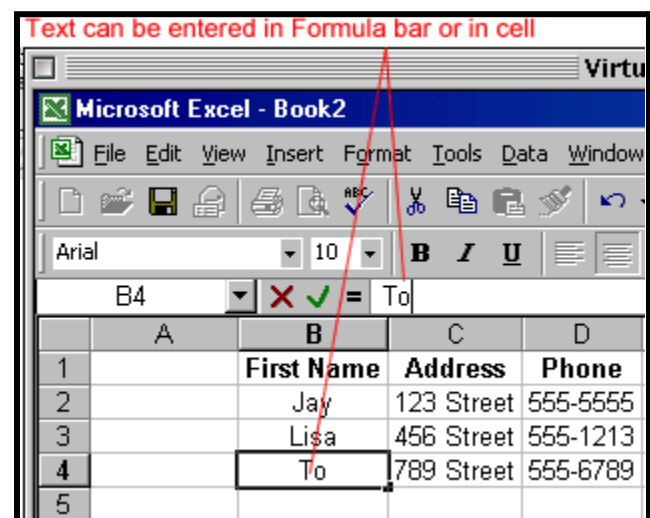 Text can be entered in Formula bar or in cell
Virtu
Microsoft Excel - Book2
File Edit View Insert Format Tools Data Window
ABC
Arial 10 B I U
B4 = To
A B C D
1 First Name Address Phone
2 Jay 123 Street 555-5555
3 Lisa 456 Street 555-1213
4 To 789 Street 555-6789
5